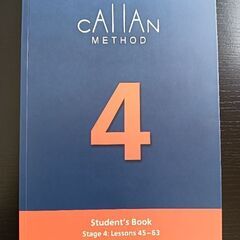 cAllAN
METHOD
4
Student's Book
Stage 4: Lessons 45–63